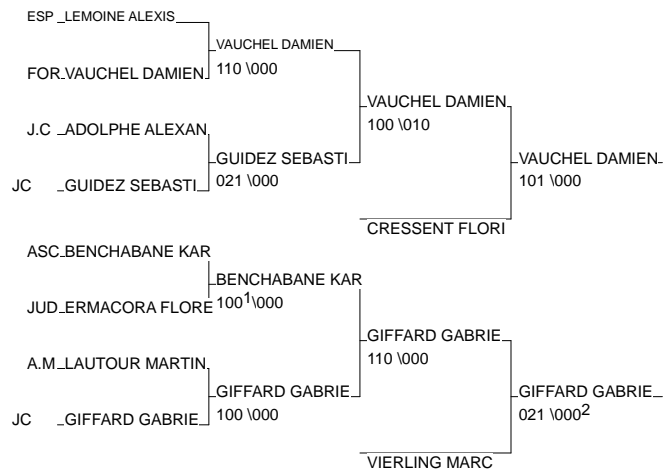 ESP LEMOINE ALEXIS
VAUCHEL DAMIEN
FOR VAUCHEL DAMIEN
110 \000
VAUCHEL DAMIEN
100 \010
J.C ADOLPHE ALEXAN
GUIDEZ SEBASTI
021 \000
VAUCHEL DAMIEN
101 \000
JC GUIDEZ SEBASTI
CRESSENT FLORI
ASC BENCHABANE KAR
BENCHABANE KAR
100¹\000
JUD ERMACORA FLORE
GIFFARD GABRIE
110 \000
A.M LAUTOUR MARTIN
GIFFARD GABRIE
100 \000
GIFFARD GABRIE
021 \000²
JC GIFFARD GABRIE
VIERLING MARC